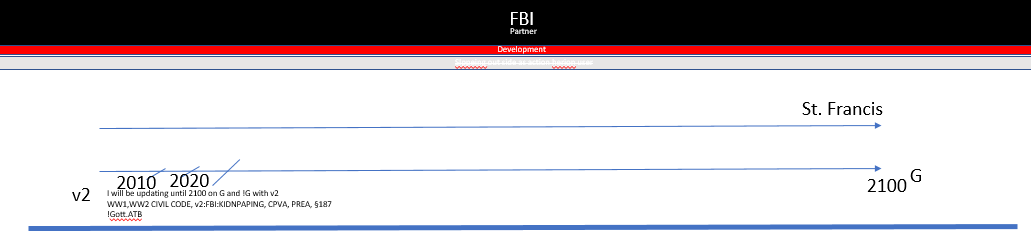 FBI
Partner
Development
St. Francis
2010 2020
2100 G
v2
I will be updating until 2100 on G and !G with v2
WW1,WW2 CIVIL CODE, v2:FBI:KIDNPAPING, CPVA, PREA, §187
!Gott.ATB